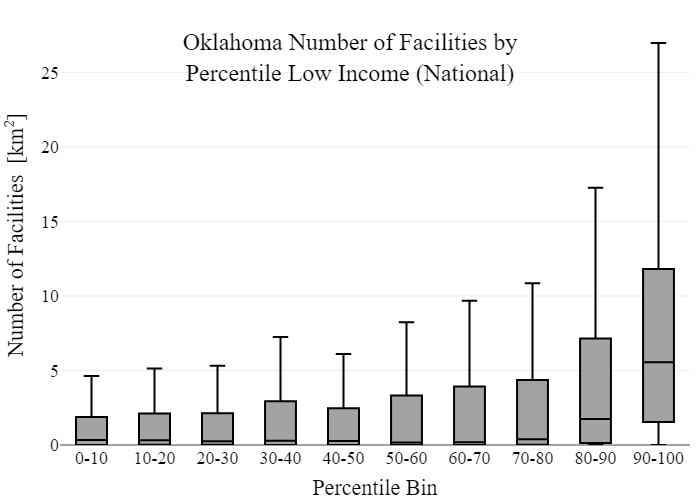 Oklahoma Number of Facilities by
Percentile Low Income (National)
Number of Facilities [km²]
25
20
15
10
5
0
0-10 10-20 20-30 30-40 40-50 50-60 60-70 70-80 80-90 90-100
Percentile Bin